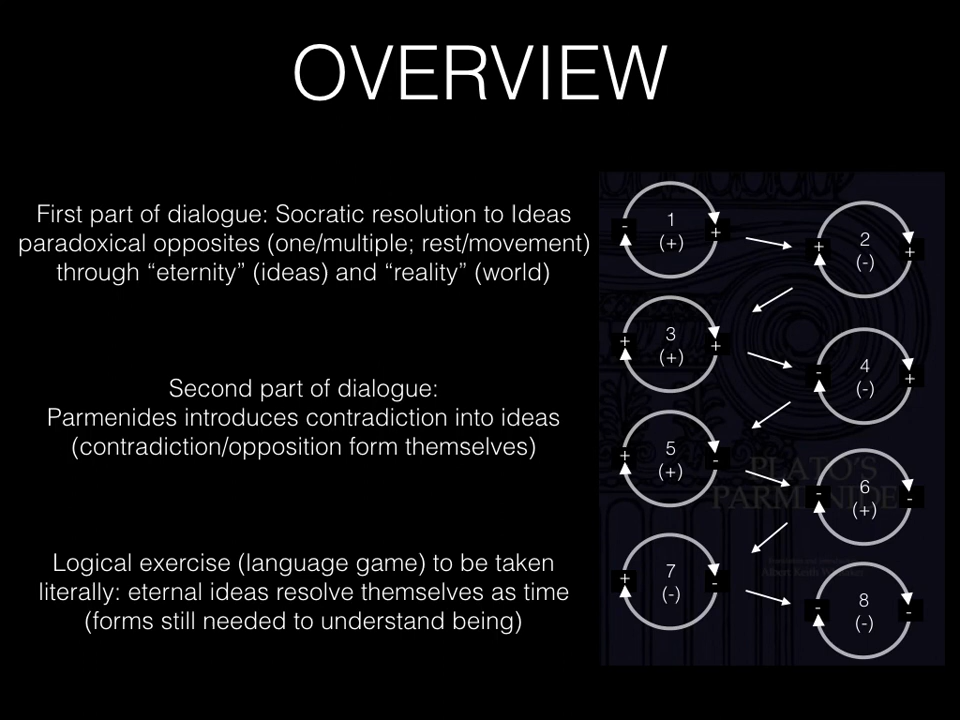 OVERVIEW
First part of dialogue: Socratic resolution to Ideas
paradoxical opposites (one/multiple; rest/movement)
through “eternity” (ideas) and “reality” (world)
Second part of dialogue:
Parmenides introduces contradiction into ideas
(contradiction/opposition form themselves)
Logical exercise (language game) to be taken
literally: eternal ideas resolve themselves as time
(forms still needed to understand being)
- 1 +
(+)
+ 2 +
(-)
+ 3 +
(+)
- 4 +
(-)
+ 5 -
(+)
- 6 -
(+)
+ 7 -
(-)
- 8 -
(-)
PLATO'S
Albert Keith